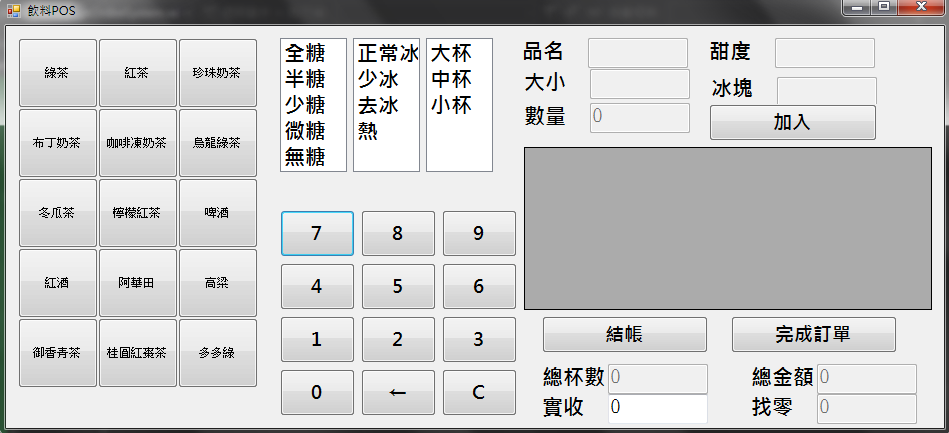 飲料POS
綠茶 紅茶 珍珠奶茶
布丁奶茶 咖啡凍奶茶 烏龍綠茶
冬瓜茶 檸檬紅茶 啤酒
紅酒 阿華田 高梁
御香青茶 桂圓紅棗茶 多多綠
全糖
半糖
少糖
微糖
無糖
正常冰
少冰
去冰
熱
大杯
中杯
小杯
7 8 9
4 5 6
1 2 3
0 ← C
品名 甜度
大小 冰塊
數量 0 加入
結帳 完成訂單
總杯數 0 總金額 0
實收 0 找零 0